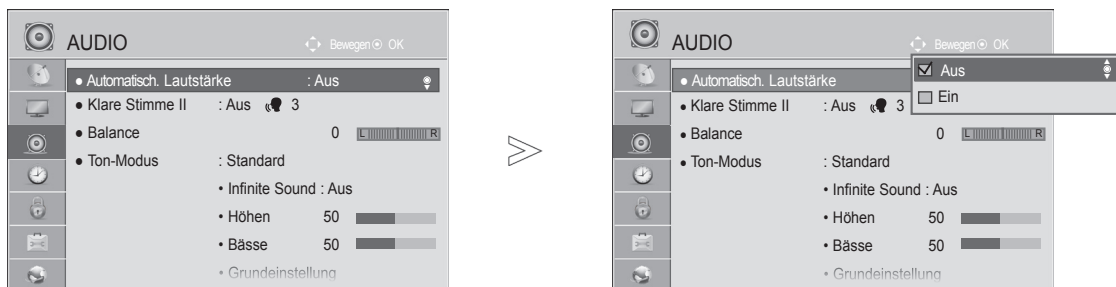 AUDIO
Bewegen OK
• Automatisch. Lautstärke : Aus
• Klare Stimme II : Aus 3
• Balance 0 L R
• Ton-Modus : Standard
• Infinite Sound : Aus
• Höhen 50
• Bässe 50
• Grundeinstellung
AUDIO
Bewegen OK
• Automatisch. Lautstärke
Aus
Ein
• Klare Stimme II : Aus 3
• Balance 0 L R
• Ton-Modus : Standard
• Infinite Sound : Aus
• Höhen 50
• Bässe 50
• Grundeinstellung